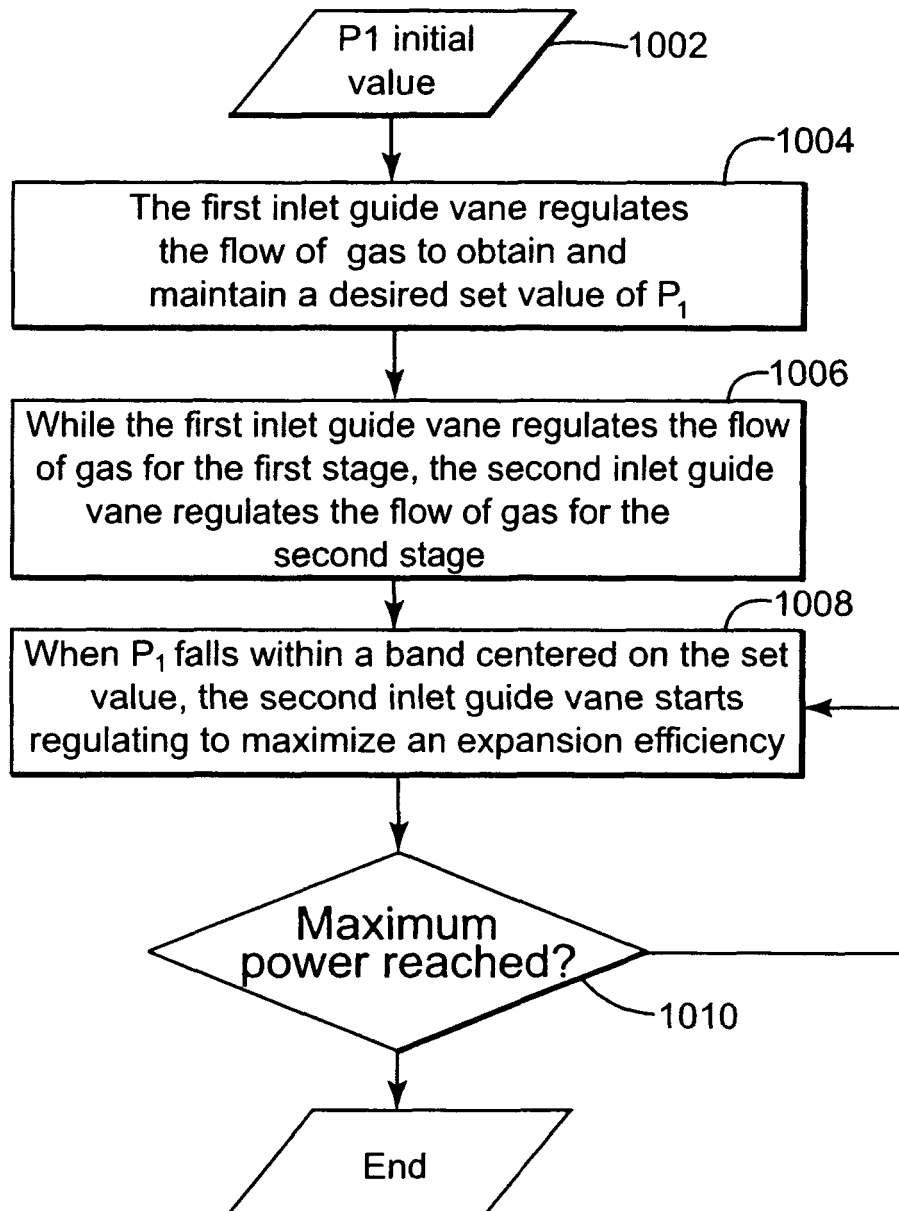 P1 initial
value
1002
1004
The first inlet guide vane regulates
the flow of gas to obtain and
maintain a desired set value of P₁
1006
While the first inlet guide vane regulates the flow
of gas for the first stage, the second inlet guide
vane regulates the flow of gas for the
second stage
1008
When P₁ falls within a band centered on the set
value, the second inlet guide vane starts
regulating to maximize an expansion efficiency
Maximum
power reached?
1010
End